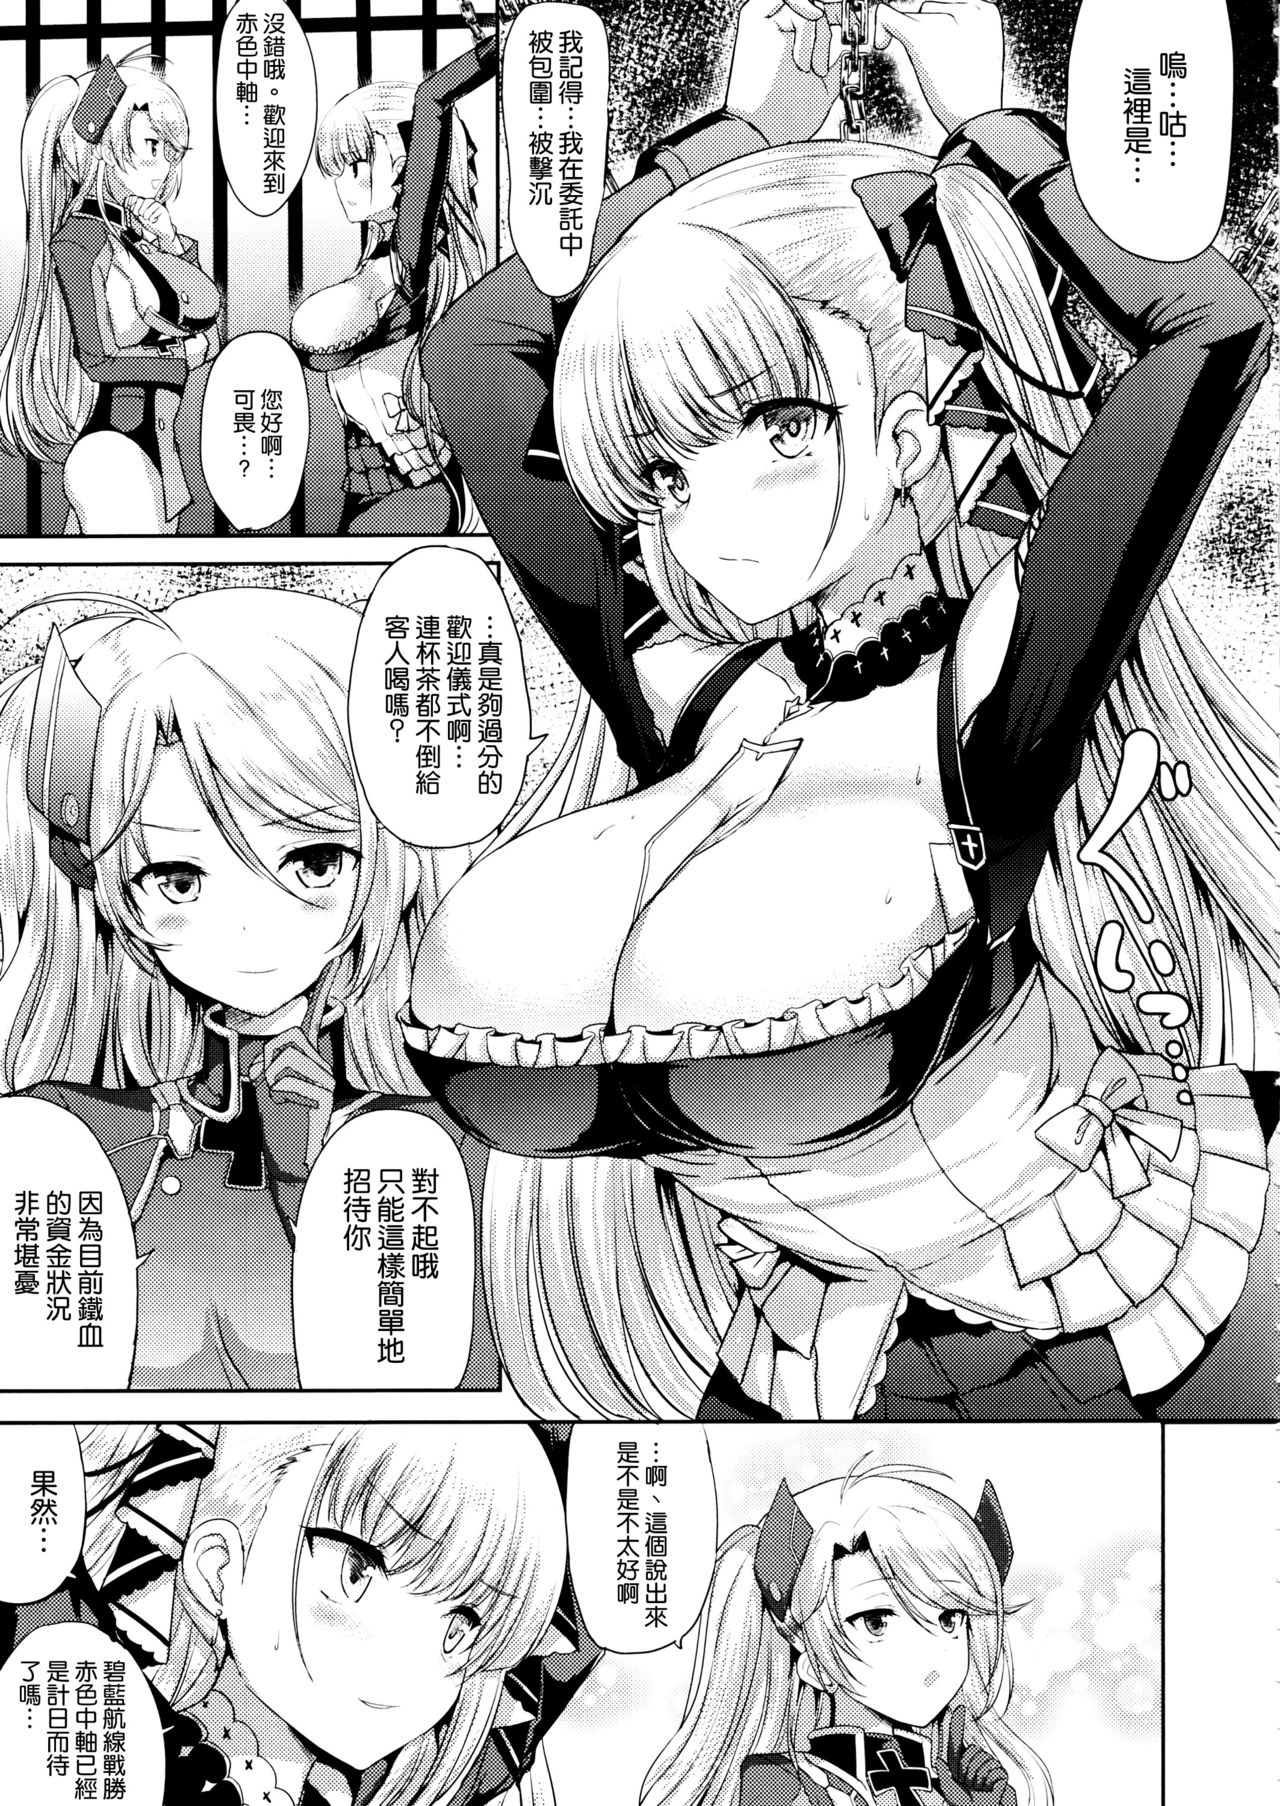 嗚…咕…
這裡是…
我記得…我在委託中
被包圍…被擊沉
ぐいっ…
沒錯哦。歡迎來到
赤色中軸…
您好啊…
可畏…?
…真是夠過分的
歡迎儀式啊…
連杯茶都不倒給
客人喝嗎?
對不起哦
只能這樣簡單地
招待你
因為目前鐵血
的資金狀況
非常堪憂
…啊、這個說出來
是不是不太好啊
果然…
碧藍航線戰勝
赤色中軸已經
是計日而待
了嗎…